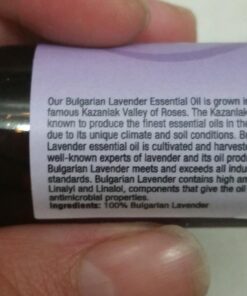 Our Bulgarian Lavender Essential Oil is grown in
famous Kazanlak Valley of Roses. The Kazanlak
known to produce the finest essential oils in the
due to its unique climate and soil conditions.
Lavender essential oil is cultivated and harvested
well-known experts of lavender and its oil
Bulgarian Lavender meets and exceeds all
standards. Bulgarian Lavender contains high
Linalyl and Linalol, components that give the oil
antimicrobial properties.
Ingredients: 100% Bulgarian Lavender